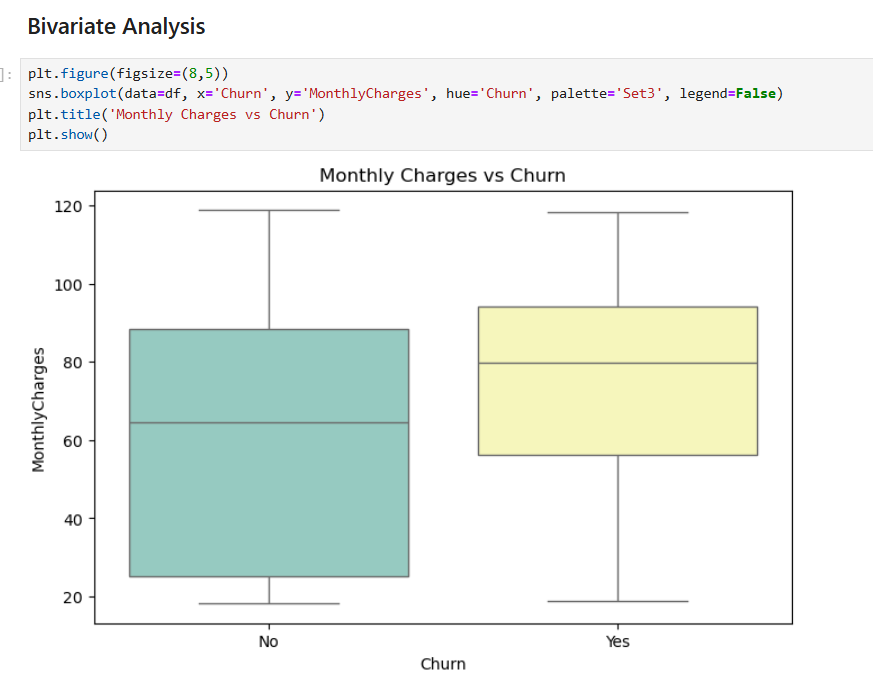 Bivariate Analysis
]:
plt.figure(figsize=(8,5))
sns.boxplot(data=df, x='Churn', y='MonthlyCharges', hue='Churn', palette='Set3', legend=False)
plt.title('Monthly Charges vs Churn')
plt.show()
Monthly Charges vs Churn
120
100
80
60
40
20
MonthlyCharges
No
Yes
Churn